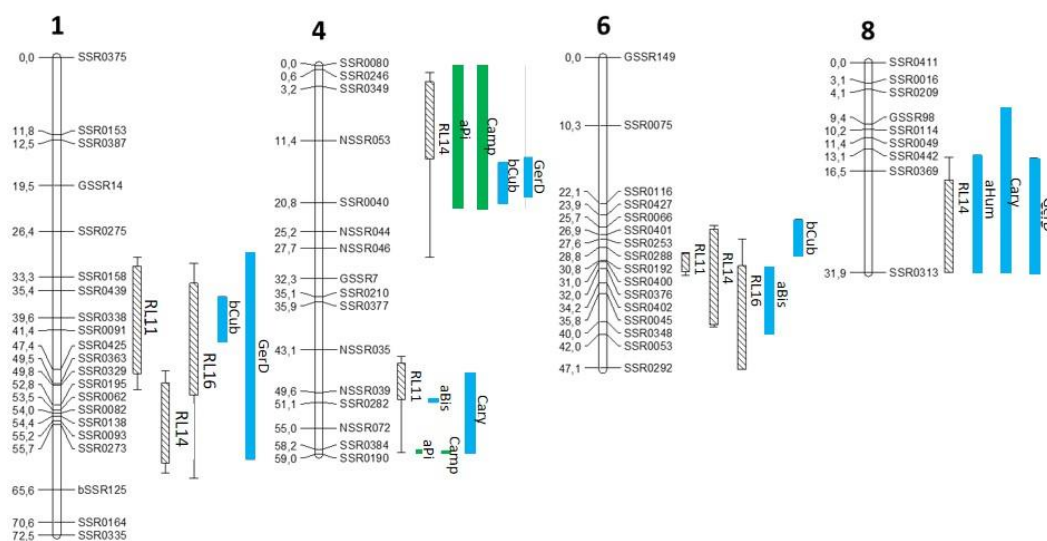 1
4
6
8
0,0 SSR0375
11,8 SSR0153
12,5 SSR0387
19,5 GSSR14
26,4 SSR0275
33,3 SSR0158
35,4 SSR0439
39,6 SSR0338
41,4 SSR0091
47,4 SSR0425
49,5 SSR0363
49,8 SSR0329
52,8 SSR0195
53,5 SSR0062
54,0 SSR0082
54,4 SSR0138
55,2 SSR0093
55,7 SSR0273
65,6 bSSR125
70,6 SSR0164
72,5 SSR0335
RL11
RL14
RL16
bCub
GerD
0,0 SSR0080
0,6 SSR0246
3,2 SSR0349
11,4 NSSR053
20,8 SSR0040
25,2 NSSR044
27,7 NSSR046
32,3 GSSR7
35,1 SSR0210
35,9 SSR0377
43,1 NSSR035
49,6 NSSR039
51,1 SSR0282
55,0 NSSR072
58,2 SSR0384
59,0 SSR0190
RL14
aPi
Camp
bCub
GerD
RL11
aBis
Cary
aPi
Camp
0,0 GSSR149
10,3 SSR0075
22,1 SSR0116
23,9 SSR0427
25,7 SSR0066
26,9 SSR0401
27,6 SSR0253
28,8 SSR0288
30,8 SSR0192
31,0 SSR0400
32,0 SSR0376
34,2 SSR0402
35,8 SSR0045
40,0 SSR0348
42,0 SSR0053
47,1 SSR0292
RL11
RL14
RL16
aBis
bCub
0,0 SSR0411
3,1 SSR0016
4,1 SSR0209
9,4 GSSR98
10,2 SSR0114
11,4 SSR0049
13,1 SSR0442
16,5 SSR0369
31,9 SSR0313
RL14
aHum
Cary
GerD